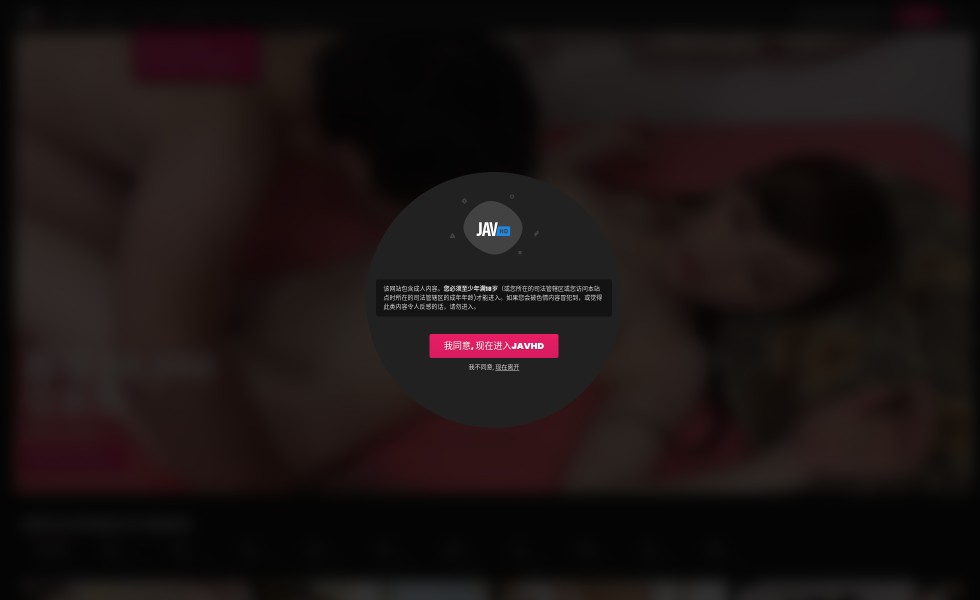 JAV HD
该网站包含成人内容。您必须至少年满18岁（或您所在的司法管辖区或您访问本站
点时所在的司法管辖区的成年年龄)才能进入。如果您会被色情内容冒犯到，或觉得
此类内容令人反感的话，请勿进入。
我同意, 现在进入JAVHD
我不同意, 现在离开